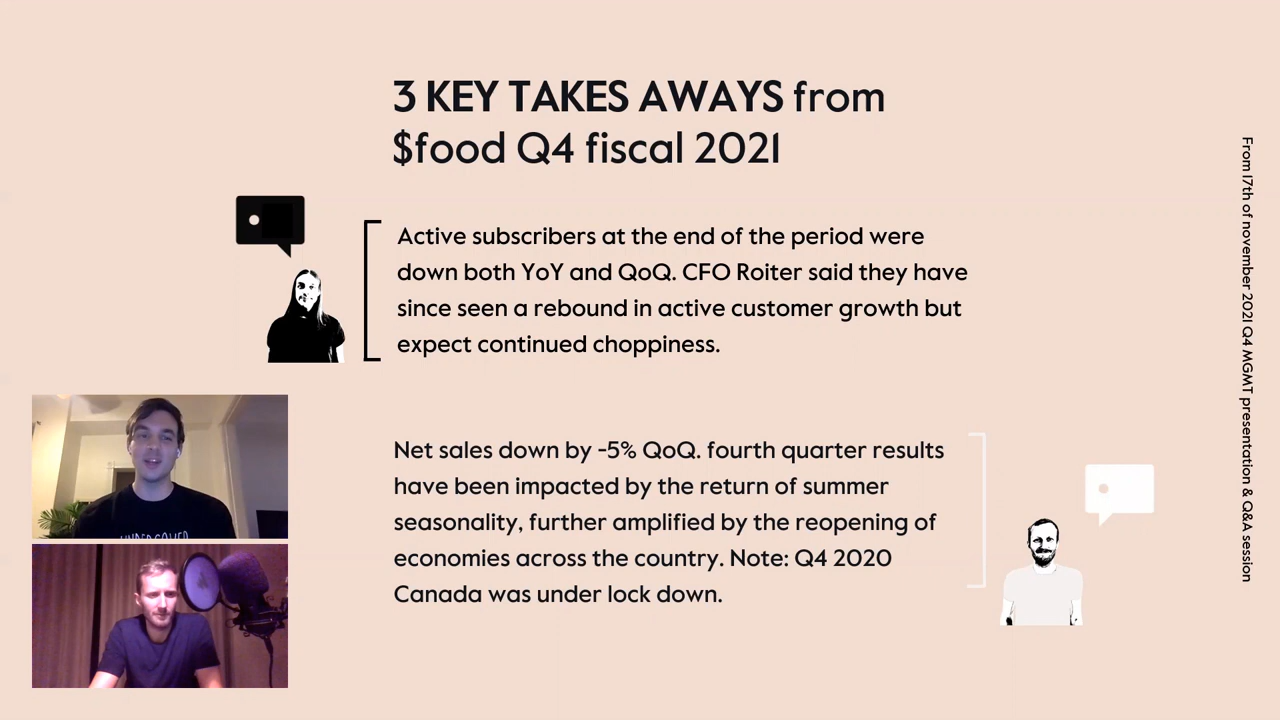 3 KEY TAKES AWAYS from
$food Q4 fiscal 2021
Active subscribers at the end of the period were
down both YoY and QoQ. CFO Roiter said they have
since seen a rebound in active customer growth but
expect continued choppiness.
Net sales down by -5% QoQ. fourth quarter results
have been impacted by the return of summer
seasonality, further amplified by the reopening of
economies across the country. Note: Q4 2020
Canada was under lock down.
From 17th of november 2021 Q4 MGMT presentation & Q&A session